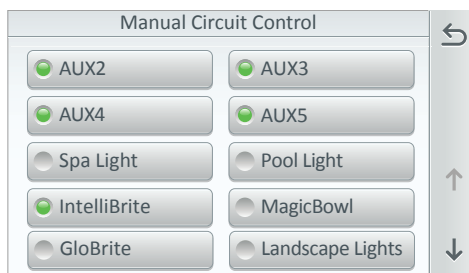 Manual Circuit Control
AUX2 AUX3
AUX4 AUX5
Spa Light Pool Light
IntelliBrite MagicBowl
GloBrite Landscape Lights